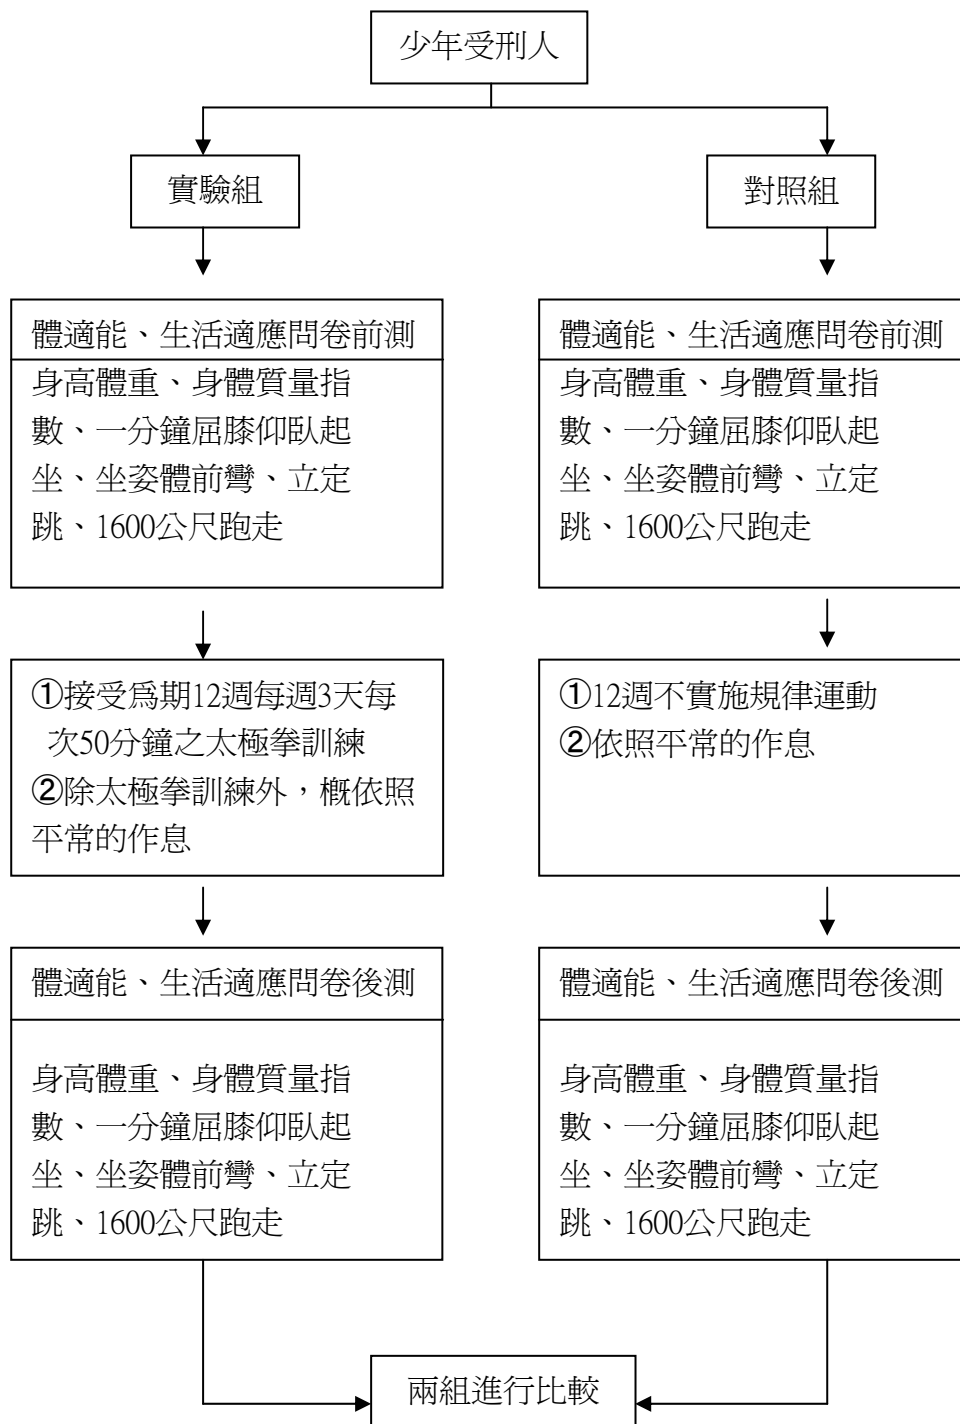 少年受刑人
實驗組
對照組
體適能、生活適應問卷前測
身高體重、身體質量指
數、一分鐘屈膝仰臥起
坐、坐姿體前彎、立定
跳、1600公尺跑走
體適能、生活適應問卷前測
身高體重、身體質量指
數、一分鐘屈膝仰臥起
坐、坐姿體前彎、立定
跳、1600公尺跑走
①接受為期12週每週3天每
次50分鐘之太極拳訓練
②除太極拳訓練外，概依照
平常的作息
①12週不實施規律運動
②依照平常的作息
體適能、生活適應問卷後測
身高體重、身體質量指
數、一分鐘屈膝仰臥起
坐、坐姿體前彎、立定
跳、1600公尺跑走
體適能、生活適應問卷後測
身高體重、身體質量指
數、一分鐘屈膝仰臥起
坐、坐姿體前彎、立定
跳、1600公尺跑走
兩組進行比較